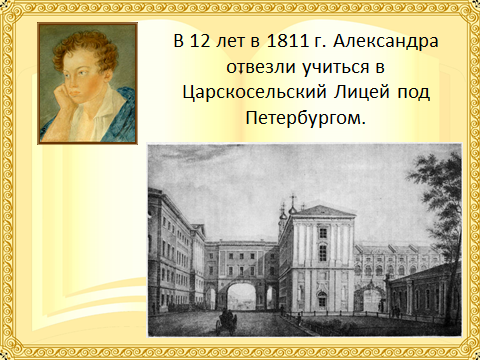 В 12 лет в 1811 г. Александра
отвезли учиться в
Царскосельский Лицей под
Петербургом.